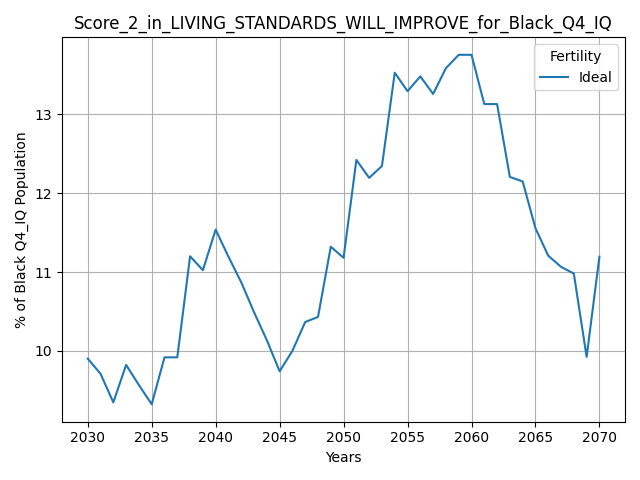 Score_2_in_LIVING_STANDARDS_WILL_IMPROVE_for_Black_Q4_IQ
Fertility
Ideal
% of Black Q4_IQ Population
13
12
11
10
2030 2035 2040 2045 2050 2055 2060 2065 2070
Years